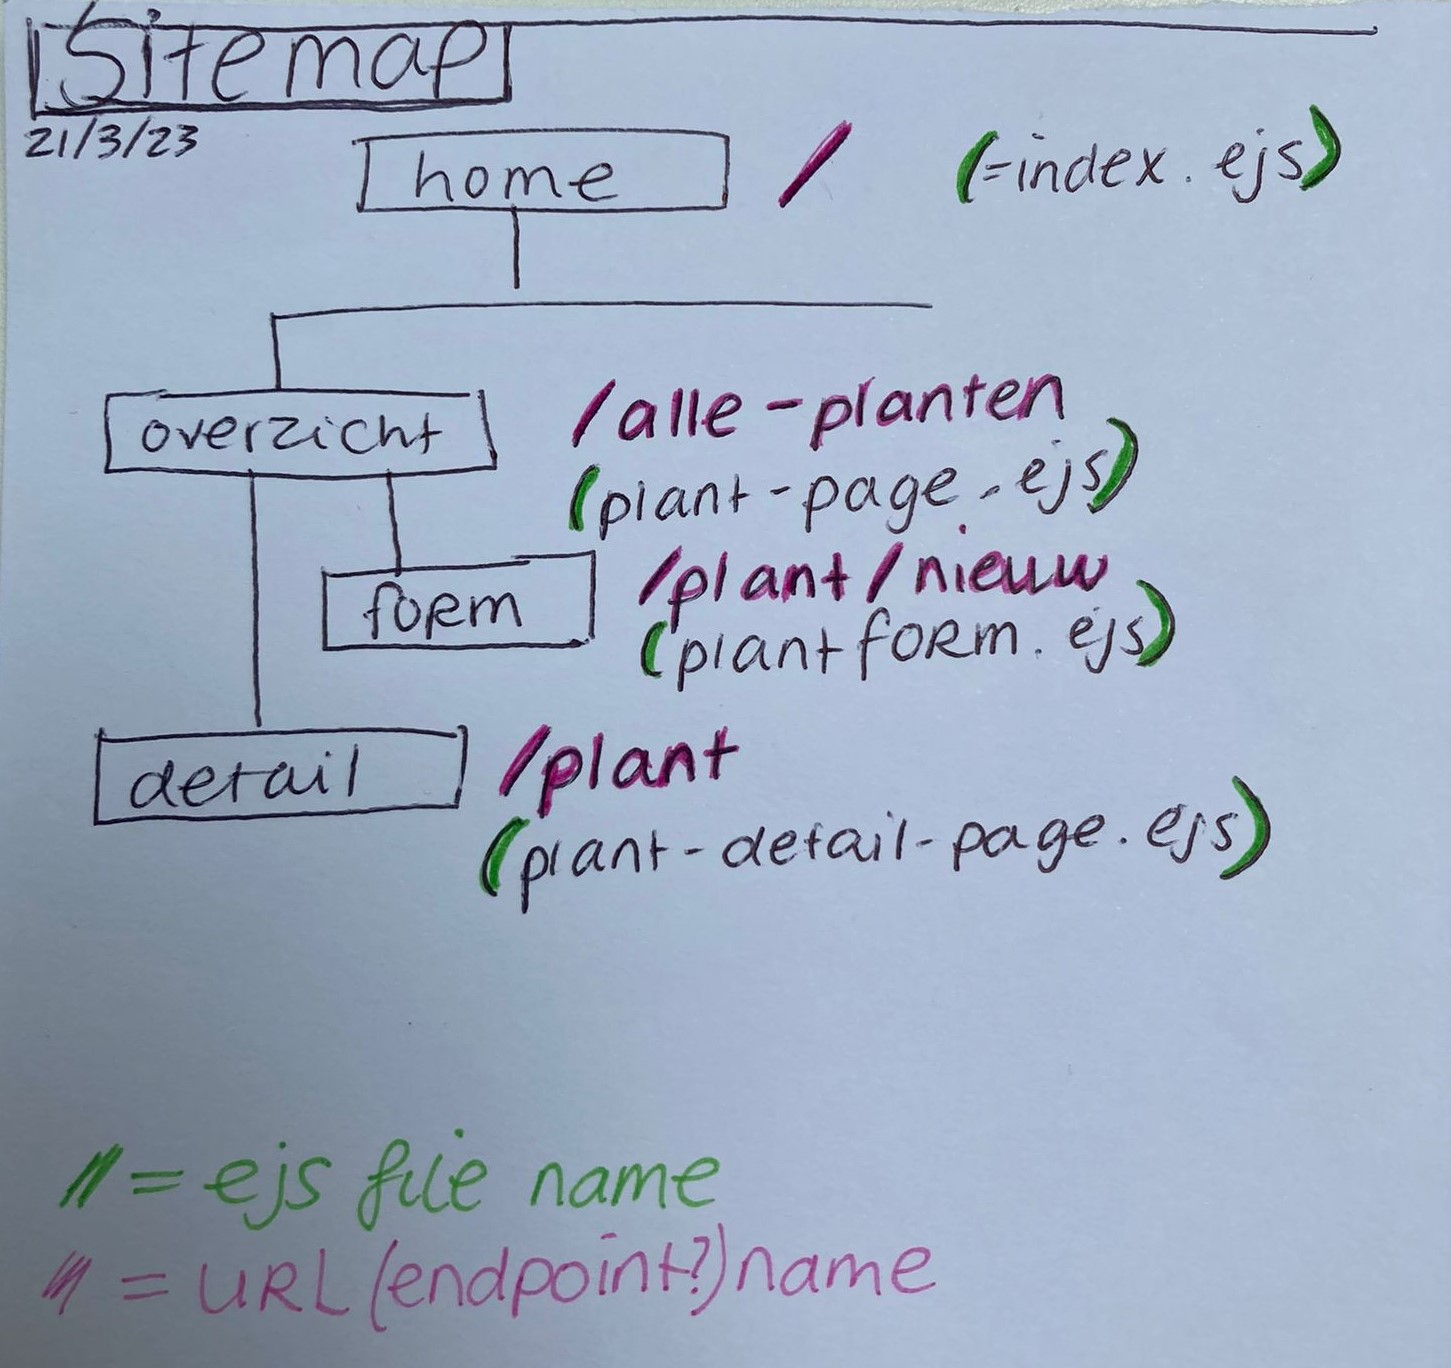 Sitemap
21/3/23
home / (=index.ejs)
overzicht /alle-planten
(plant-page.ejs)
form /plant/nieuw
(plantform.ejs)
detail /plant
(plant-detail-page.ejs)
// = ejs file name
// = URL (endpoint?) name